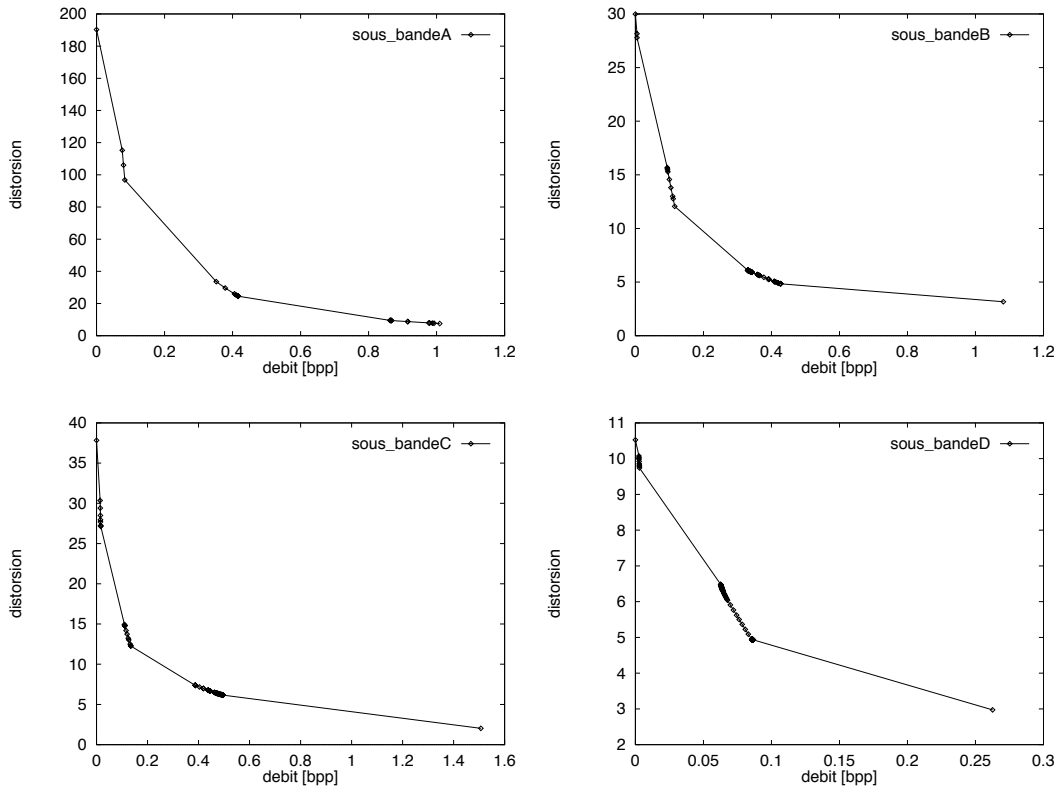 200
180
160
140
120
100
80
60
40
20
0
distorsion
sous_bandeA
0 0.2 0.4 0.6 0.8 1 1.2
debit [bpp]
30
25
20
15
10
5
0
distorsion
sous_bandeB
0 0.2 0.4 0.6 0.8 1 1.2
debit [bpp]
40
35
30
25
20
15
10
5
0
distorsion
sous_bandeC
0 0.2 0.4 0.6 0.8 1 1.2 1.4 1.6
debit [bpp]
11
10
9
8
7
6
5
4
3
2
distorsion
sous_bandeD
0 0.05 0.1 0.15 0.2 0.25 0.3
debit [bpp]